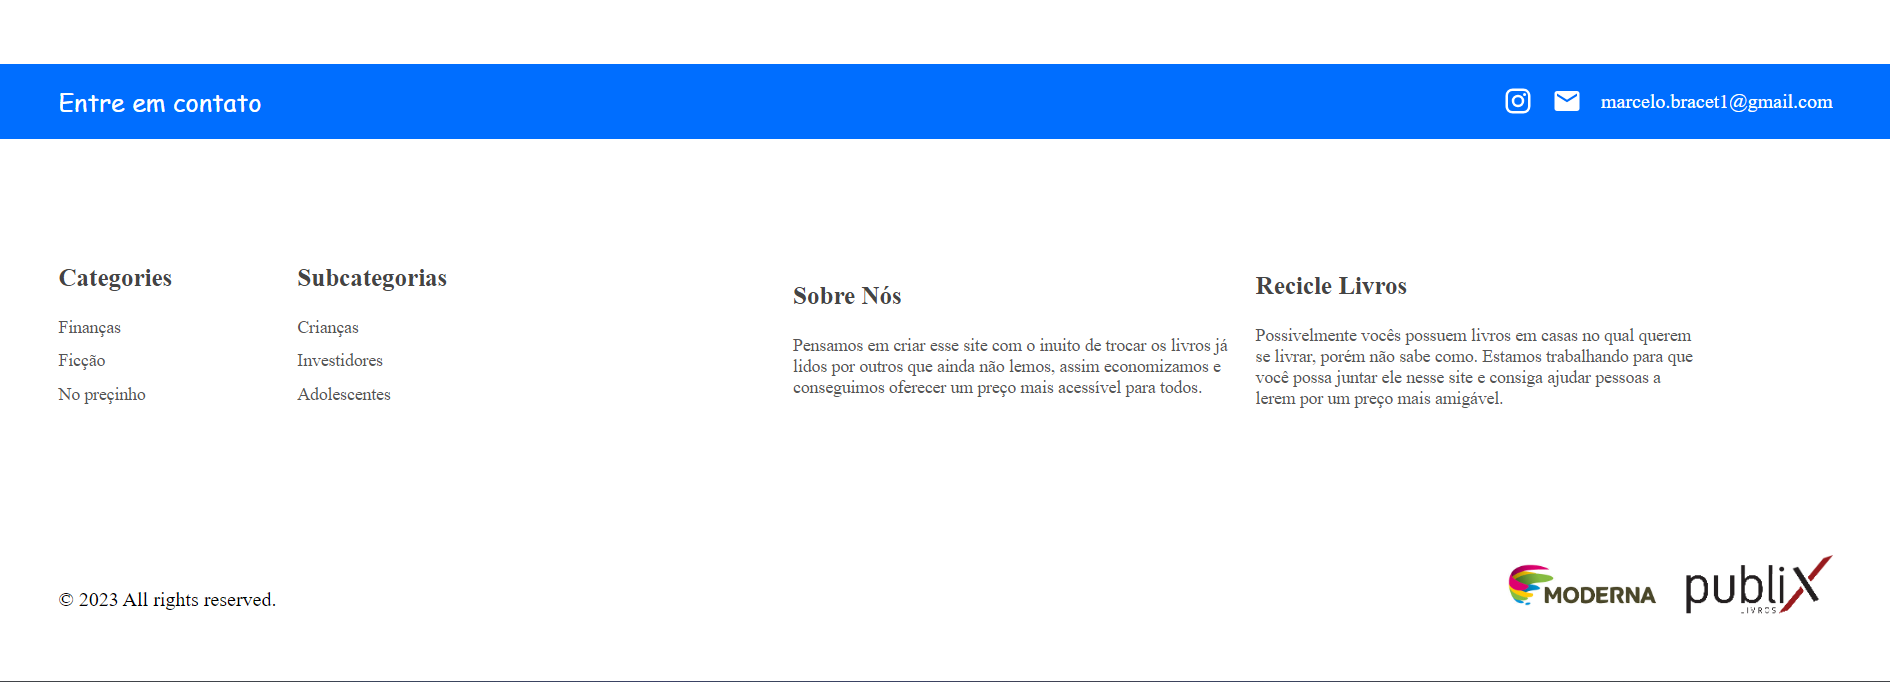 Entre em contato
marcelo.bracet1@gmail.com
Categories
Finanças
Ficção
No preçinho
Subcategorias
Crianças
Investidores
Adolescentes
Sobre Nós
Pensamos em criar esse site com o inuito de trocar os livros já
lidos por outros que ainda não lemos, assim economizamos e
conseguimos oferecer um preço mais acessível para todos.
Recicle Livros
Possivelmente vocês possuem livros em casas no qual querem
se livrar, porém não sabe como. Estamos trabalhando para que
você possa juntar ele nesse site e consiga ajudar pessoas a
lerem por um preço mais amigável.
© 2023 All rights reserved.
MODERNA
publiX
LIVROS